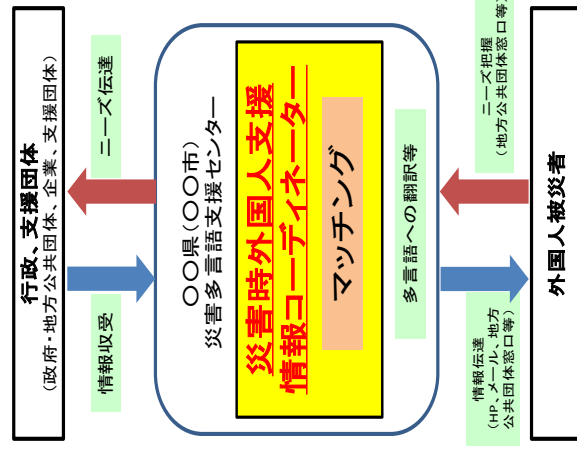 行政、支援団体
(政府・地方公共団体、企業、支援団体)
情報収受
ニーズ伝達
〇〇県(〇〇市)
災害多言語支援センター
災害時外国人支援
情報コーディネーター
マッチング
多言語への翻訳等
情報伝達
(HP、メール、地方
公共団体窓口等)
ニーズ把握
(地方公共団体窓口等)
外国人被災者